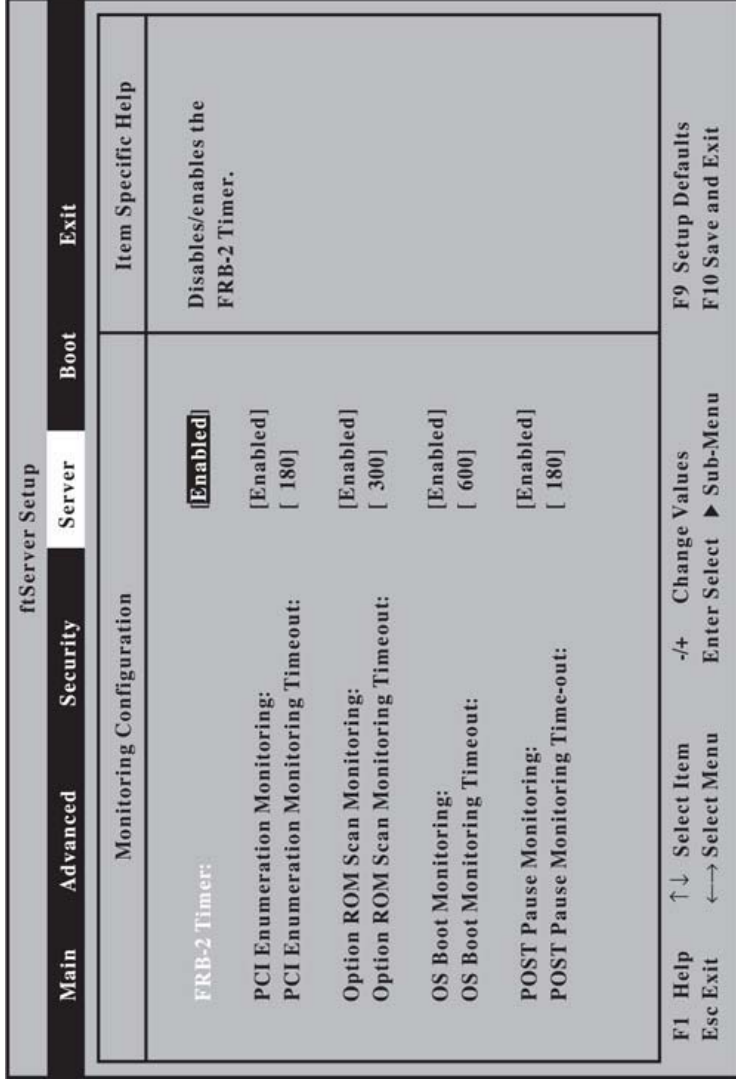 ftServer Setup
Main Advanced Security Server Boot Exit
Monitoring Configuration
Item Specific Help
FRB-2 Timer: [Enabled]
PCI Enumeration Monitoring: [Enabled]
PCI Enumeration Monitoring Timeout: [ 180]
Option ROM Scan Monitoring: [Enabled]
Option ROM Scan Monitoring Timeout: [ 300]
OS Boot Monitoring: [Enabled]
OS Boot Monitoring Timeout: [ 600]
POST Pause Monitoring: [Enabled]
POST Pause Monitoring Time-out: [ 180]
Disables/enables the
FRB-2 Timer.
F1 Help ↑↓ Select Item -/+ Change Values F9 Setup Defaults
Esc Exit ←→ Select Menu Enter Select ▶ Sub-Menu F10 Save and Exit